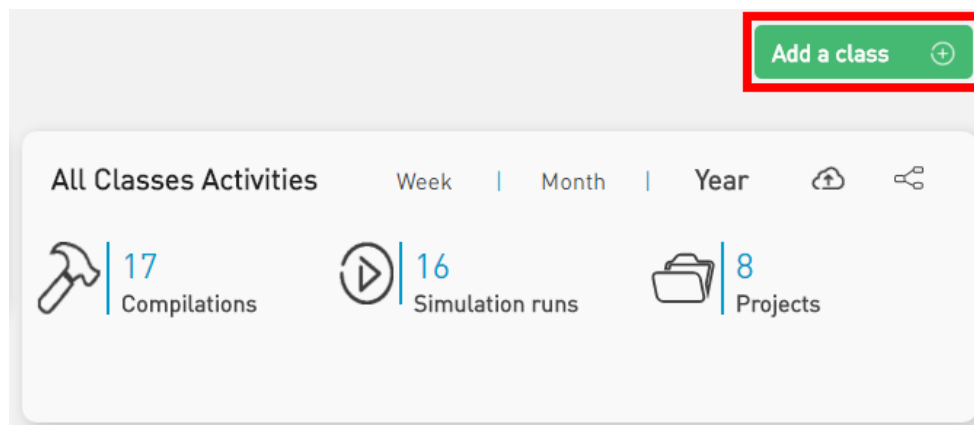 Add a class
All Classes Activities Week | Month | Year
17 16 8
Compilations Simulation runs Projects